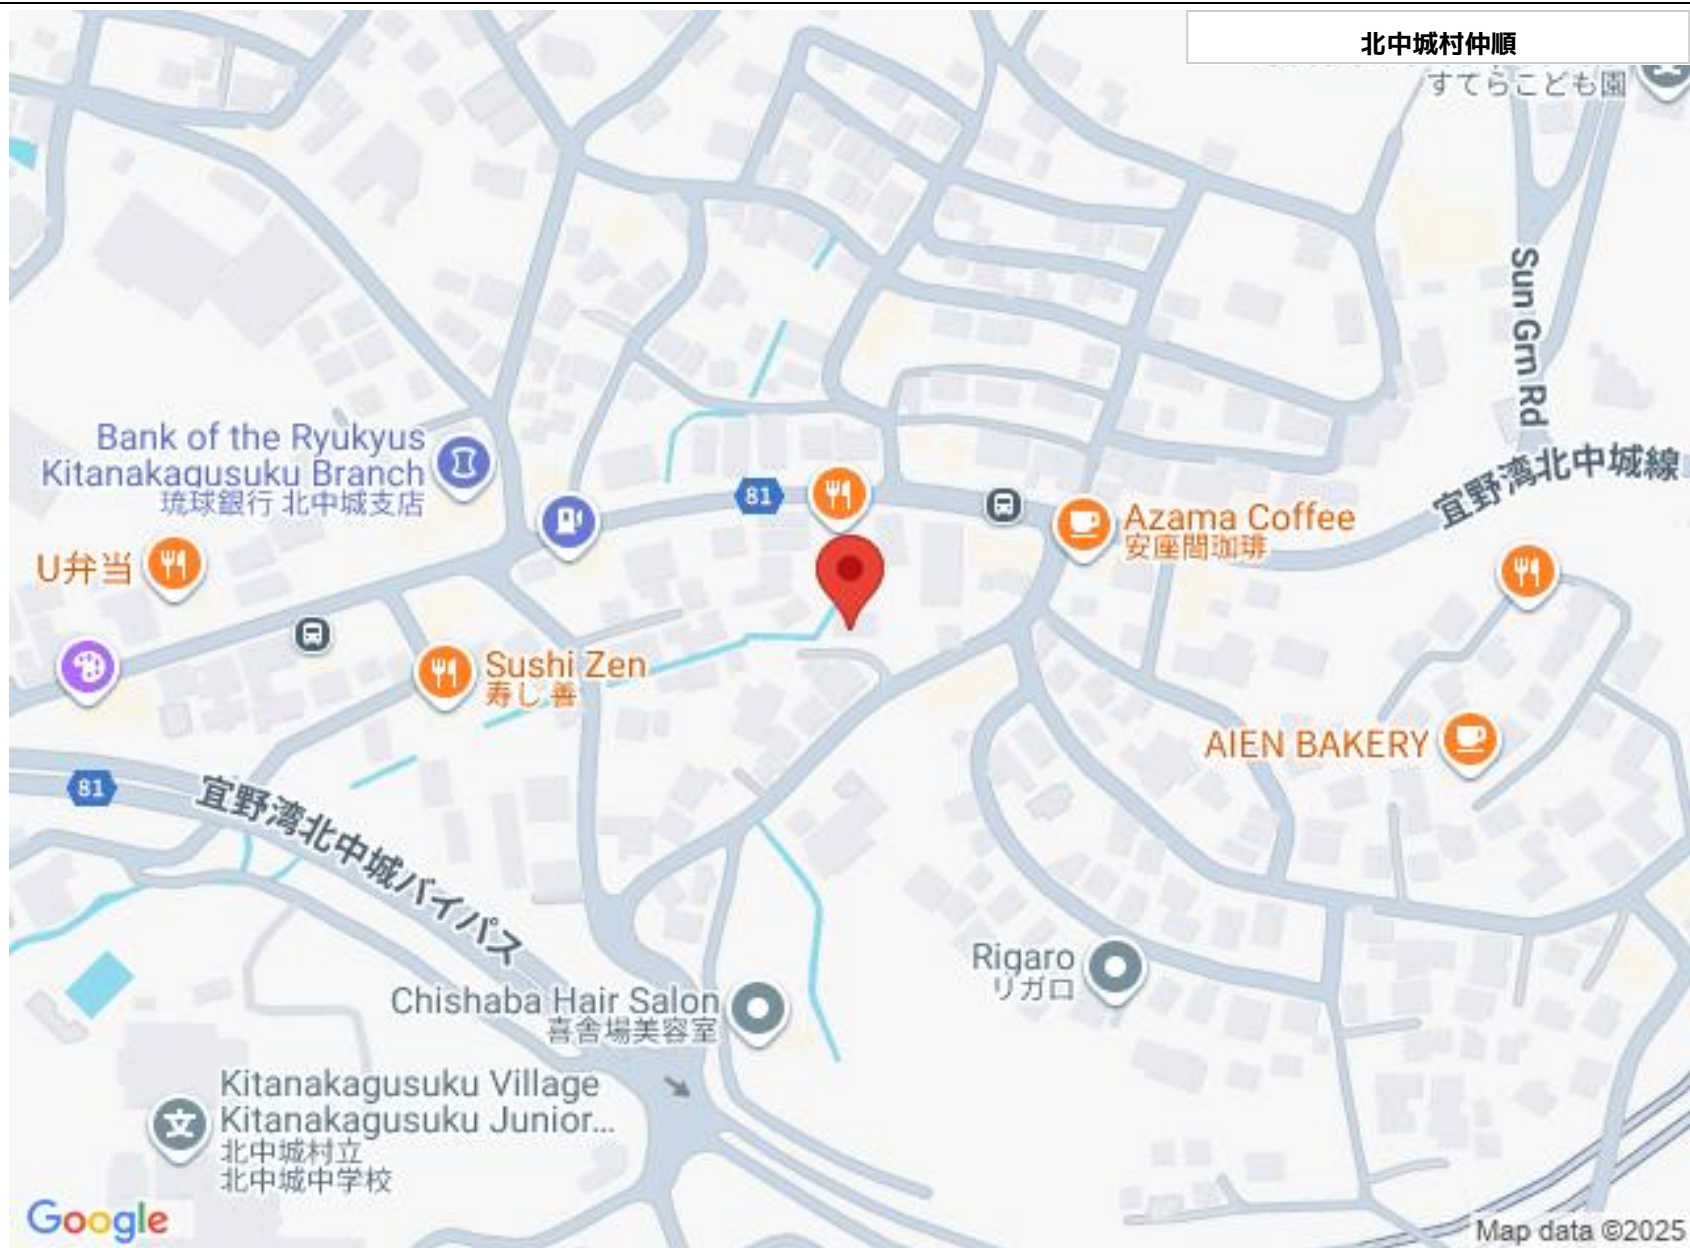 北中城村仲順
すてらこども園
Sun Grn Rd
Bank of the Ryukyus
Kitanakagusuku Branch
琉球銀行 北中城支店
81
宜野湾北中城線
Azama Coffee
安座間珈琲
U弁当
Sushi Zen
寿し善
AIEN BAKERY
81
宜野湾北中城バイパス
Rigaro
リガロ
Chishaba Hair Salon
喜舎場美容室
Kitanakagusuku Village
Kitanakagusuku Junior...
北中城村立
北中城中学校
文
Google
Map data ©2025